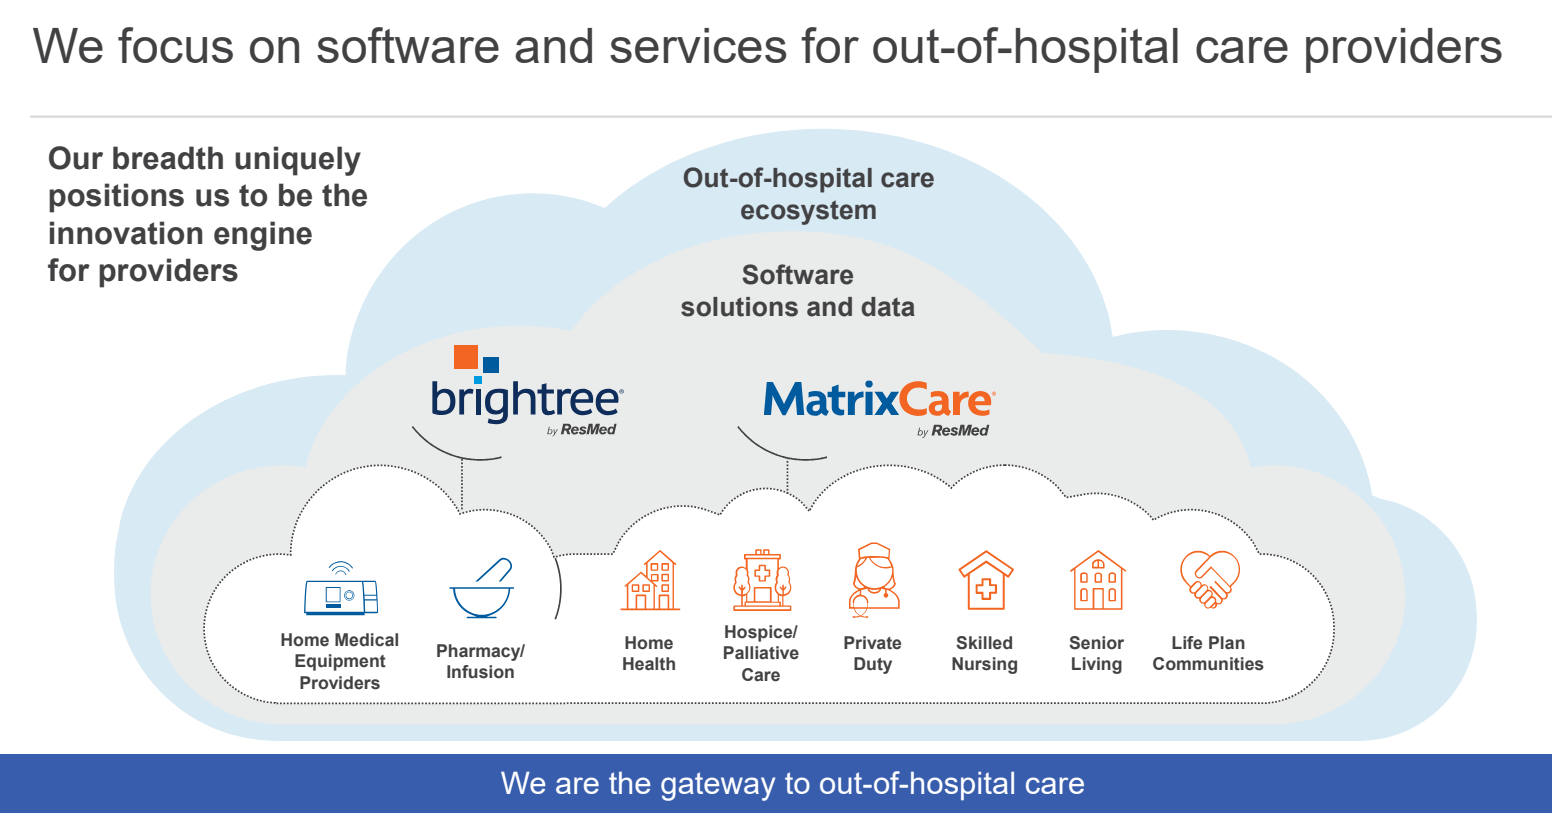 We focus on software and services for out-of-hospital care providers
Our breadth uniquely
positions us to be the
innovation engine
for providers
Out-of-hospital care
ecosystem
Software
solutions and data
brightree®
by ResMed
MatrixCare®
by ResMed
Home Medical
Equipment
Providers
Pharmacy/
Infusion
Home
Health
Hospice/
Palliative
Care
Private
Duty
Skilled
Nursing
Senior
Living
Life Plan
Communities
We are the gateway to out-of-hospital care